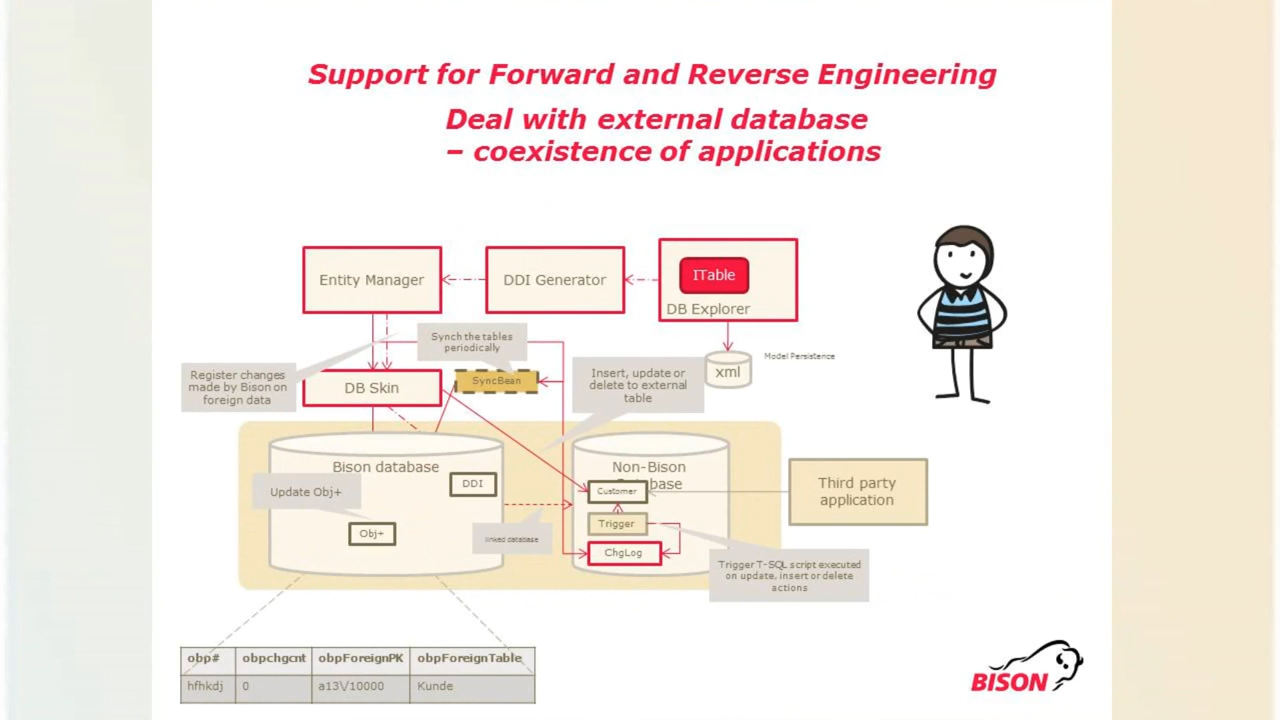 Support for Forward and Reverse Engineering
Deal with external database
– coexistence of applications
Entity Manager
DDI Generator
ITable
DB Explorer
Synch the tables
periodically
Model Persistence
xml
Register changes
made by Bison on
foreign data
DB Skin
SyncBean
Insert, update or
delete to external
table
Bison database
Non-Bison
DDI
Customer
Third party
application
Update Obj+
Obj+
Trigger
linked database
ChgLog
Trigger T-SQL script executed
on update, insert or delete
actions
obp# obpchgcnt obpForeignPK obpForeignTable
hfhkdj 0 a13\/10000 Kunde
BISON